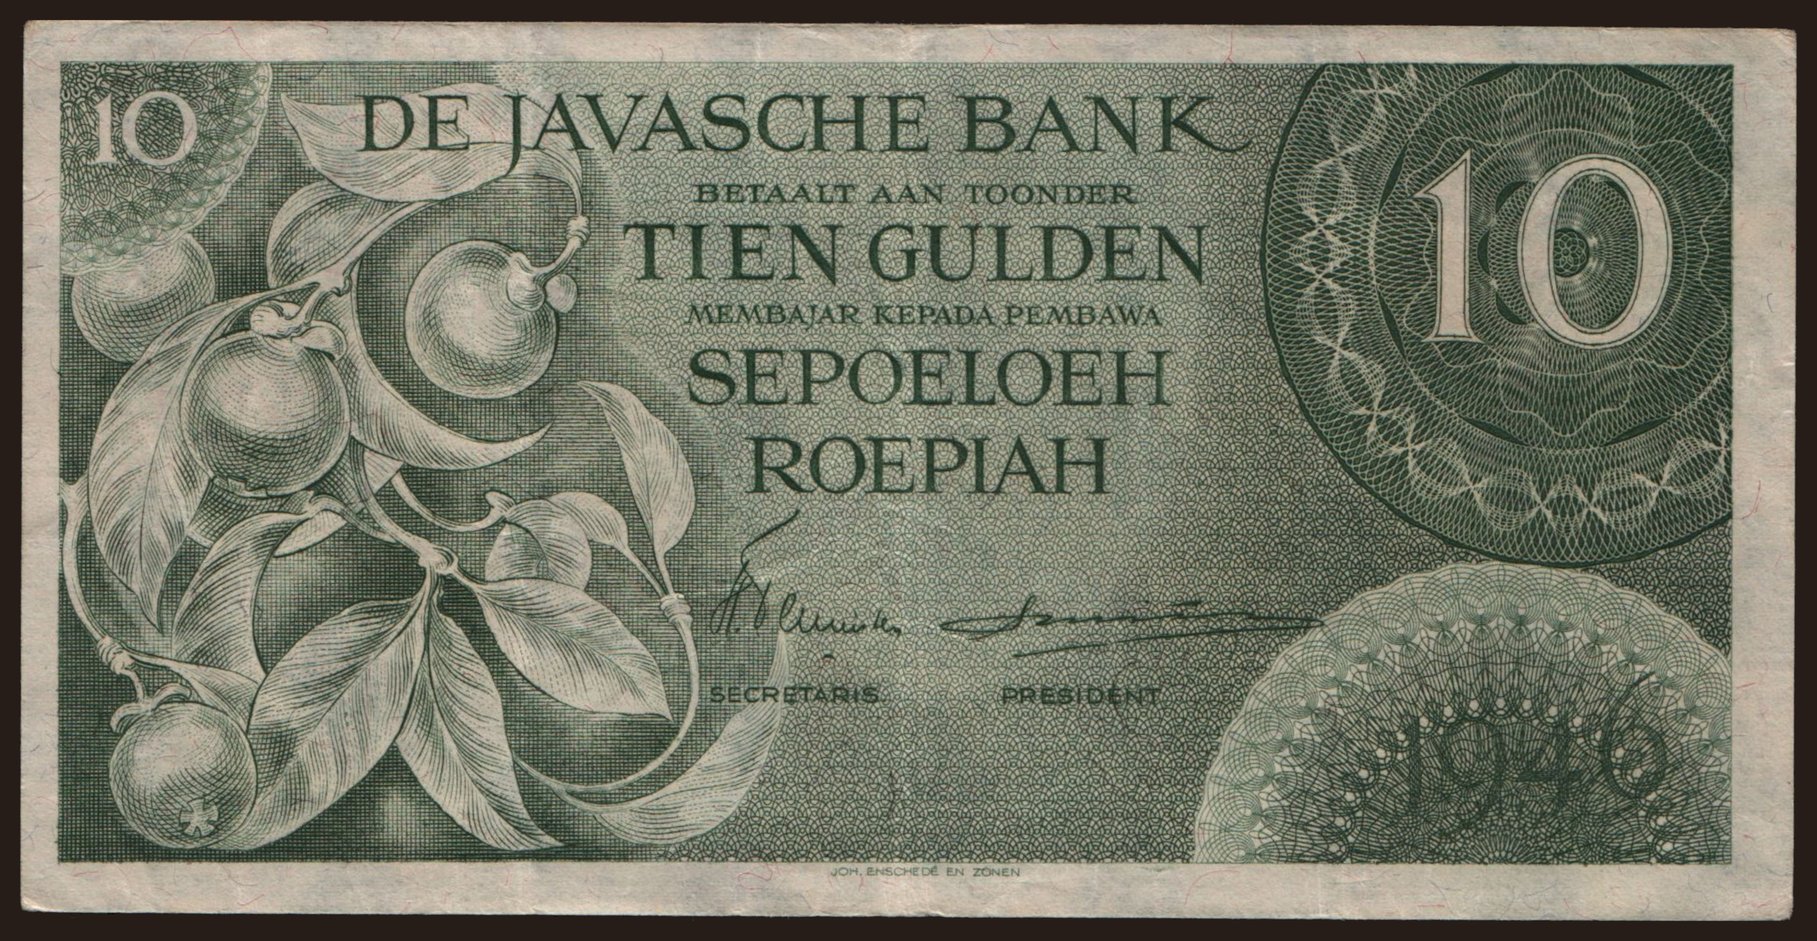 10
DE JAVASCHE BANK
BETAALT AAN TOONDER
TIEN GULDEN
MEMBAJAR KEPADA PEMBAWA
SEPOELOEH
ROEPIAH
10
SECRETARIS
PRESIDENT
1946
JOH. ENSCHEDÉ EN ZONEN